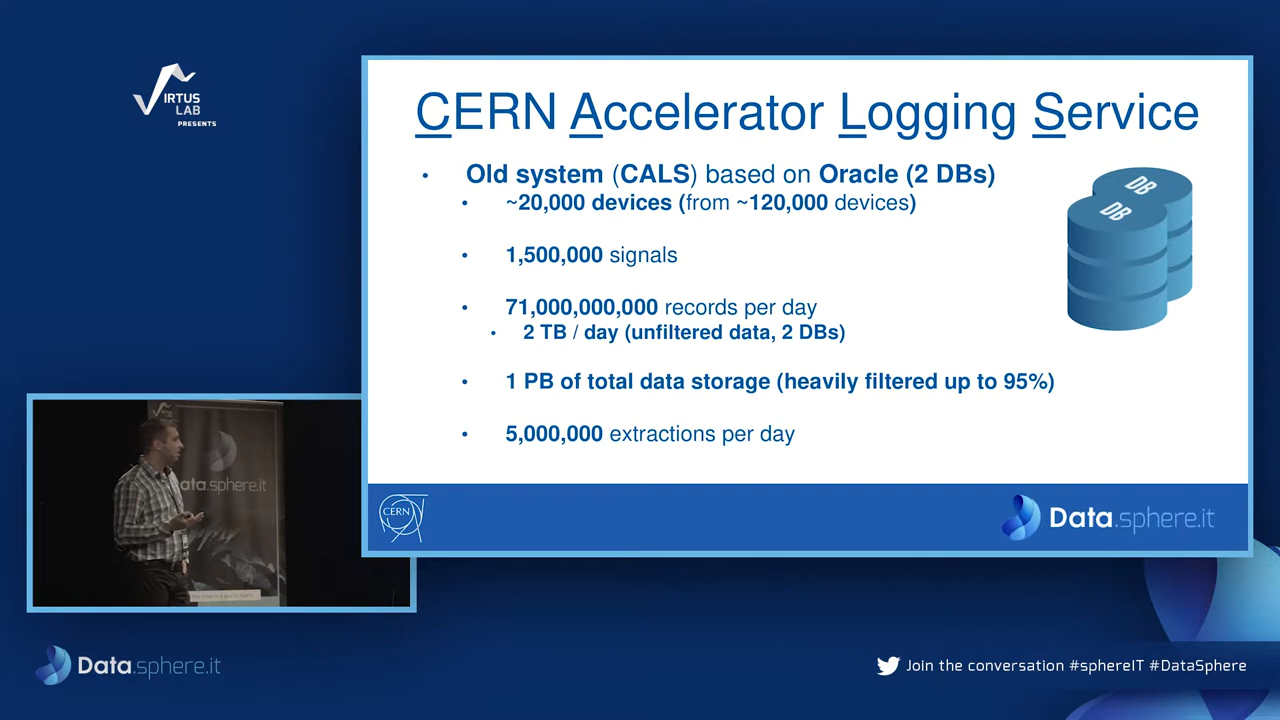 VIRTUS
LAB
PRESENTS
CERN Accelerator Logging Service
• Old system (CALS) based on Oracle (2 DBs)
• ~20,000 devices (from ~120,000 devices)
• 1,500,000 signals
• 71,000,000,000 records per day
• 2 TB / day (unfiltered data, 2 DBs)
• 1 PB of total data storage (heavily filtered up to 95%)
• 5,000,000 extractions per day
DB
DB
CERN
Data.sphere.it
ata.sphere.it
Data.sphere.it
Join the conversation #sphereIT #DataSphere